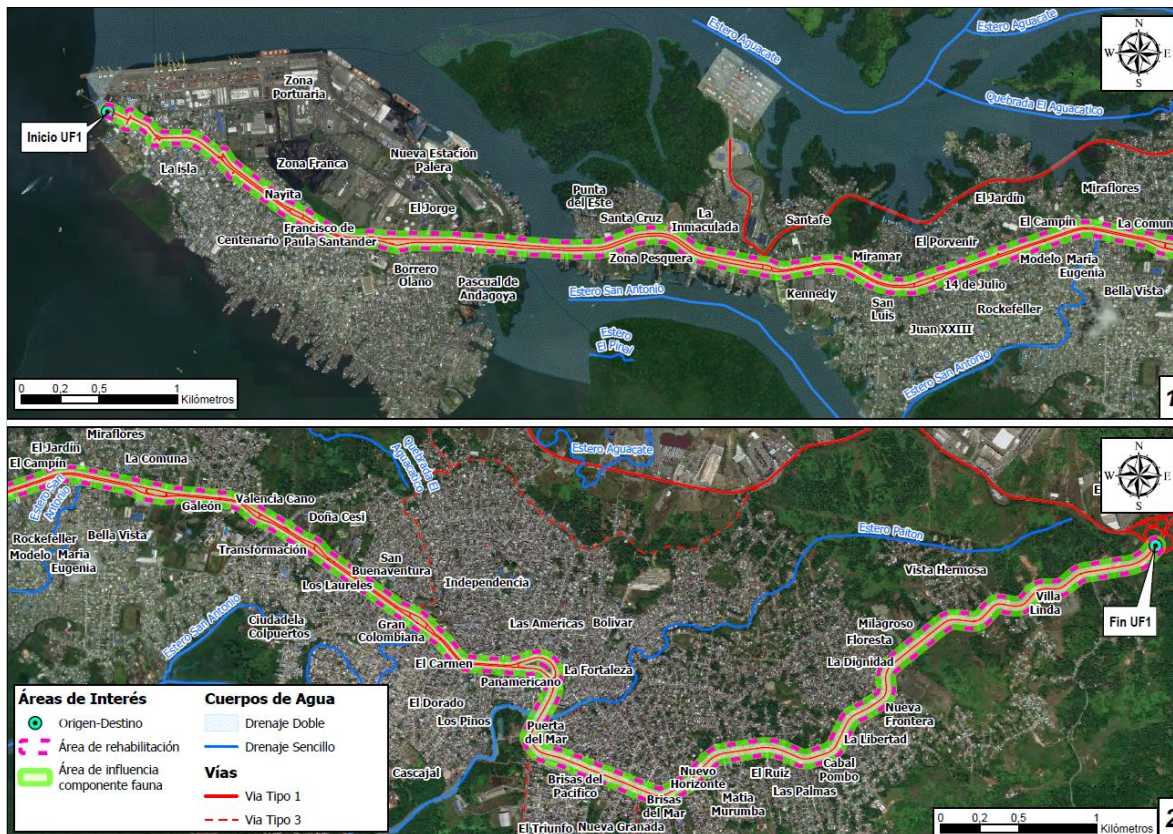 Estero Aguacate
Estero Aguacate
Quebrada El Aguacatico
N
W E
S
Zona
Portuaria
Inicio UF1
La isla
Zona Franca
Nueva Estación
Palera
Nayita
El Jorge
Centenario
Francisco de
Paula Santander
Borrero
Olano
Pascual de
Andagoya
Punta
del Este
Santa Cruz
La
Inmaculada
Santafe
Zona Pesquera
Estero San Antonio
Estero
El Pinal
Kennedy
Miramar
San
Luis
El Porvenir
El Jardín
Miraflores
El Campín
La Comuna
Modelo
Maria
Eugenia
14 de Julio
Bella Vista
Rockefeller
Juan XXIII
Estero San Antonio
0 0,2 0,5 1
Kilómetros
1
El Jardín
Miraflores
El Campín
La Comuna
Estero San
Antonio
Galeón
Valencia Cano
Quebrada El
Aguacatico
Doña Cesi
Rockefeller
Bella Vista
Modelo
Maria
Eugenia
Transformación
San
Buenaventura
Los Laureles
Independencia
Estero Aguacate
Estero Pailon
Vista Hermosa
N
W E
S
Villa
Linda
Fin UF1
Estero San Antonio
Ciudadela
Colpuertos
Gran
Colombiana
Las Americas
Bolivar
Milagroso
Floresta
El Carmen
Panamericano
La Fortaleza
La Dignidad
El Dorado
Los Pinos
Puerta
del Mar
Nueva
Frontera
La Libertad
Cascajal
Brisas del
Pacífico
Nuevo
Horizonte
El Ruiz
Cabal
Pombo
Brisas
del Mar
Matia
Murumba
Las Palmas
El Triunfo
Nueva Granada
Áreas de Interés
Origen-Destino
Área de rehabilitación
Área de influencia
componente fauna
Cuerpos de Agua
Drenaje Doble
Drenaje Sencillo
Vías
Via Tipo 1
Via Tipo 3
0 0,2 0,5 1
Kilómetros
2